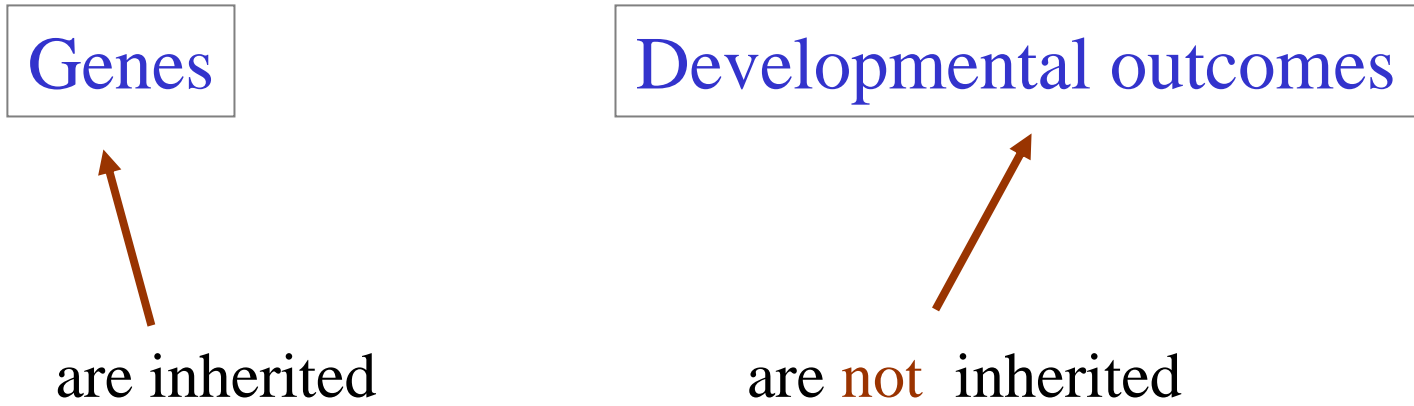 Genes
Developmental outcomes
are inherited
are not inherited